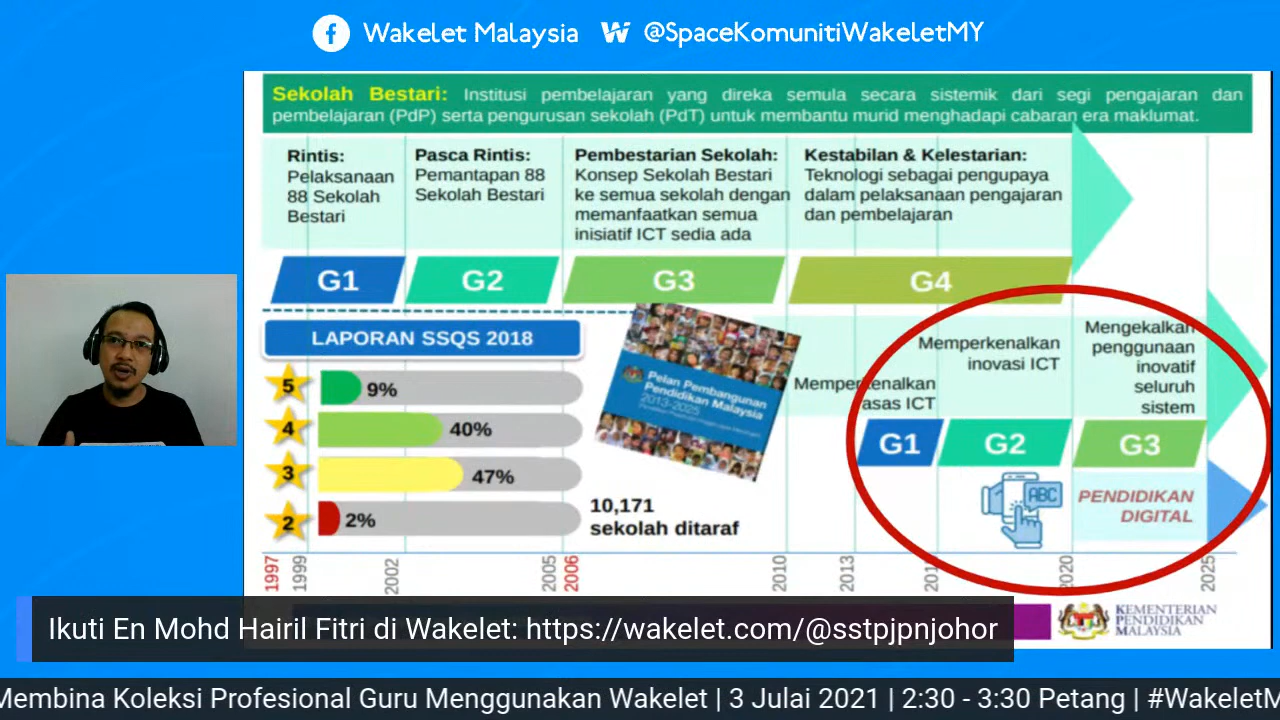 Wakelet Malaysia @SpaceKomunitiWakeletMY
Sekolah Bestari: Institusi pembelajaran yang direka semula secara sistemik dari segi pengajaran dan
pembelajaran (PdP) serta pengurusan sekolah (PdT) untuk membantu murid menghadapi cabaran era maklumat.
Rintis:
Pelaksanaan
88 Sekolah
Bestari
Pasca Rintis:
Pemantapan 88
Sekolah Bestari
Pembestarian Sekolah:
Konsep Sekolah Bestari
ke semua sekolah dengan
memanfaatkan semua
inisiatif ICT sedia ada
Kestabilan & Kelestarian:
Teknologi sebagai pengupaya
dalam pelaksanaan pengajaran
dan pembelajaran
G1
G2
G3
G4
LAPORAN SSQS 2018
5 9%
4 40%
3 47%
2 2%
Pelan Pembangunan
Pendidikan Malaysia
2013-2025
10,171
sekolah ditaraf
Memperkenalkan
asas ICT
Memperkenalkan
inovasi ICT
Mengekalkan
penggunaan
inovatif
seluruh
sistem
G1
G2
G3
ABC
PENDIDIKAN
DIGITAL
1997
1999
2002
2005
2006
2010
2013
2020
2025
KEMENTERIAN
PENDIDIKAN
MALAYSIA
Ikuti En Mohd Hairil Fitri di Wakelet: https://wakelet.com/@sstpjpnjohor
Membina Koleksi Profesional Guru Menggunakan Wakelet | 3 Julai 2021 | 2:30 - 3:30 Petang | #WakeletM